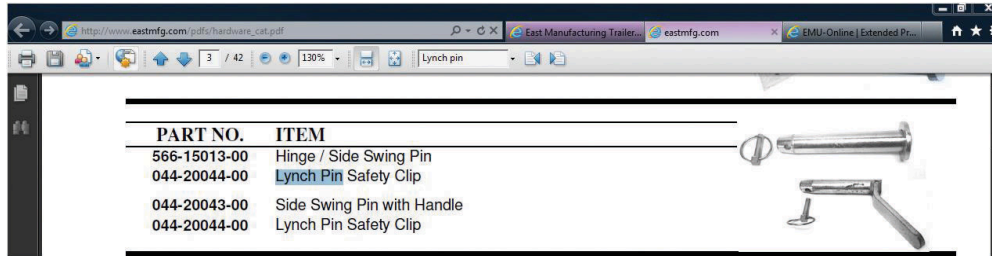 http://www.eastmfg.com/pdfs/hardware_cat.pdf
East Manufacturing Trailer...
eastmfg.com
EMU-Online | Extended Pr...
3 / 42
130%
Lynch pin
PART NO. ITEM
566-15013-00 Hinge / Side Swing Pin
044-20044-00 Lynch Pin Safety Clip
044-20043-00 Side Swing Pin with Handle
044-20044-00 Lynch Pin Safety Clip